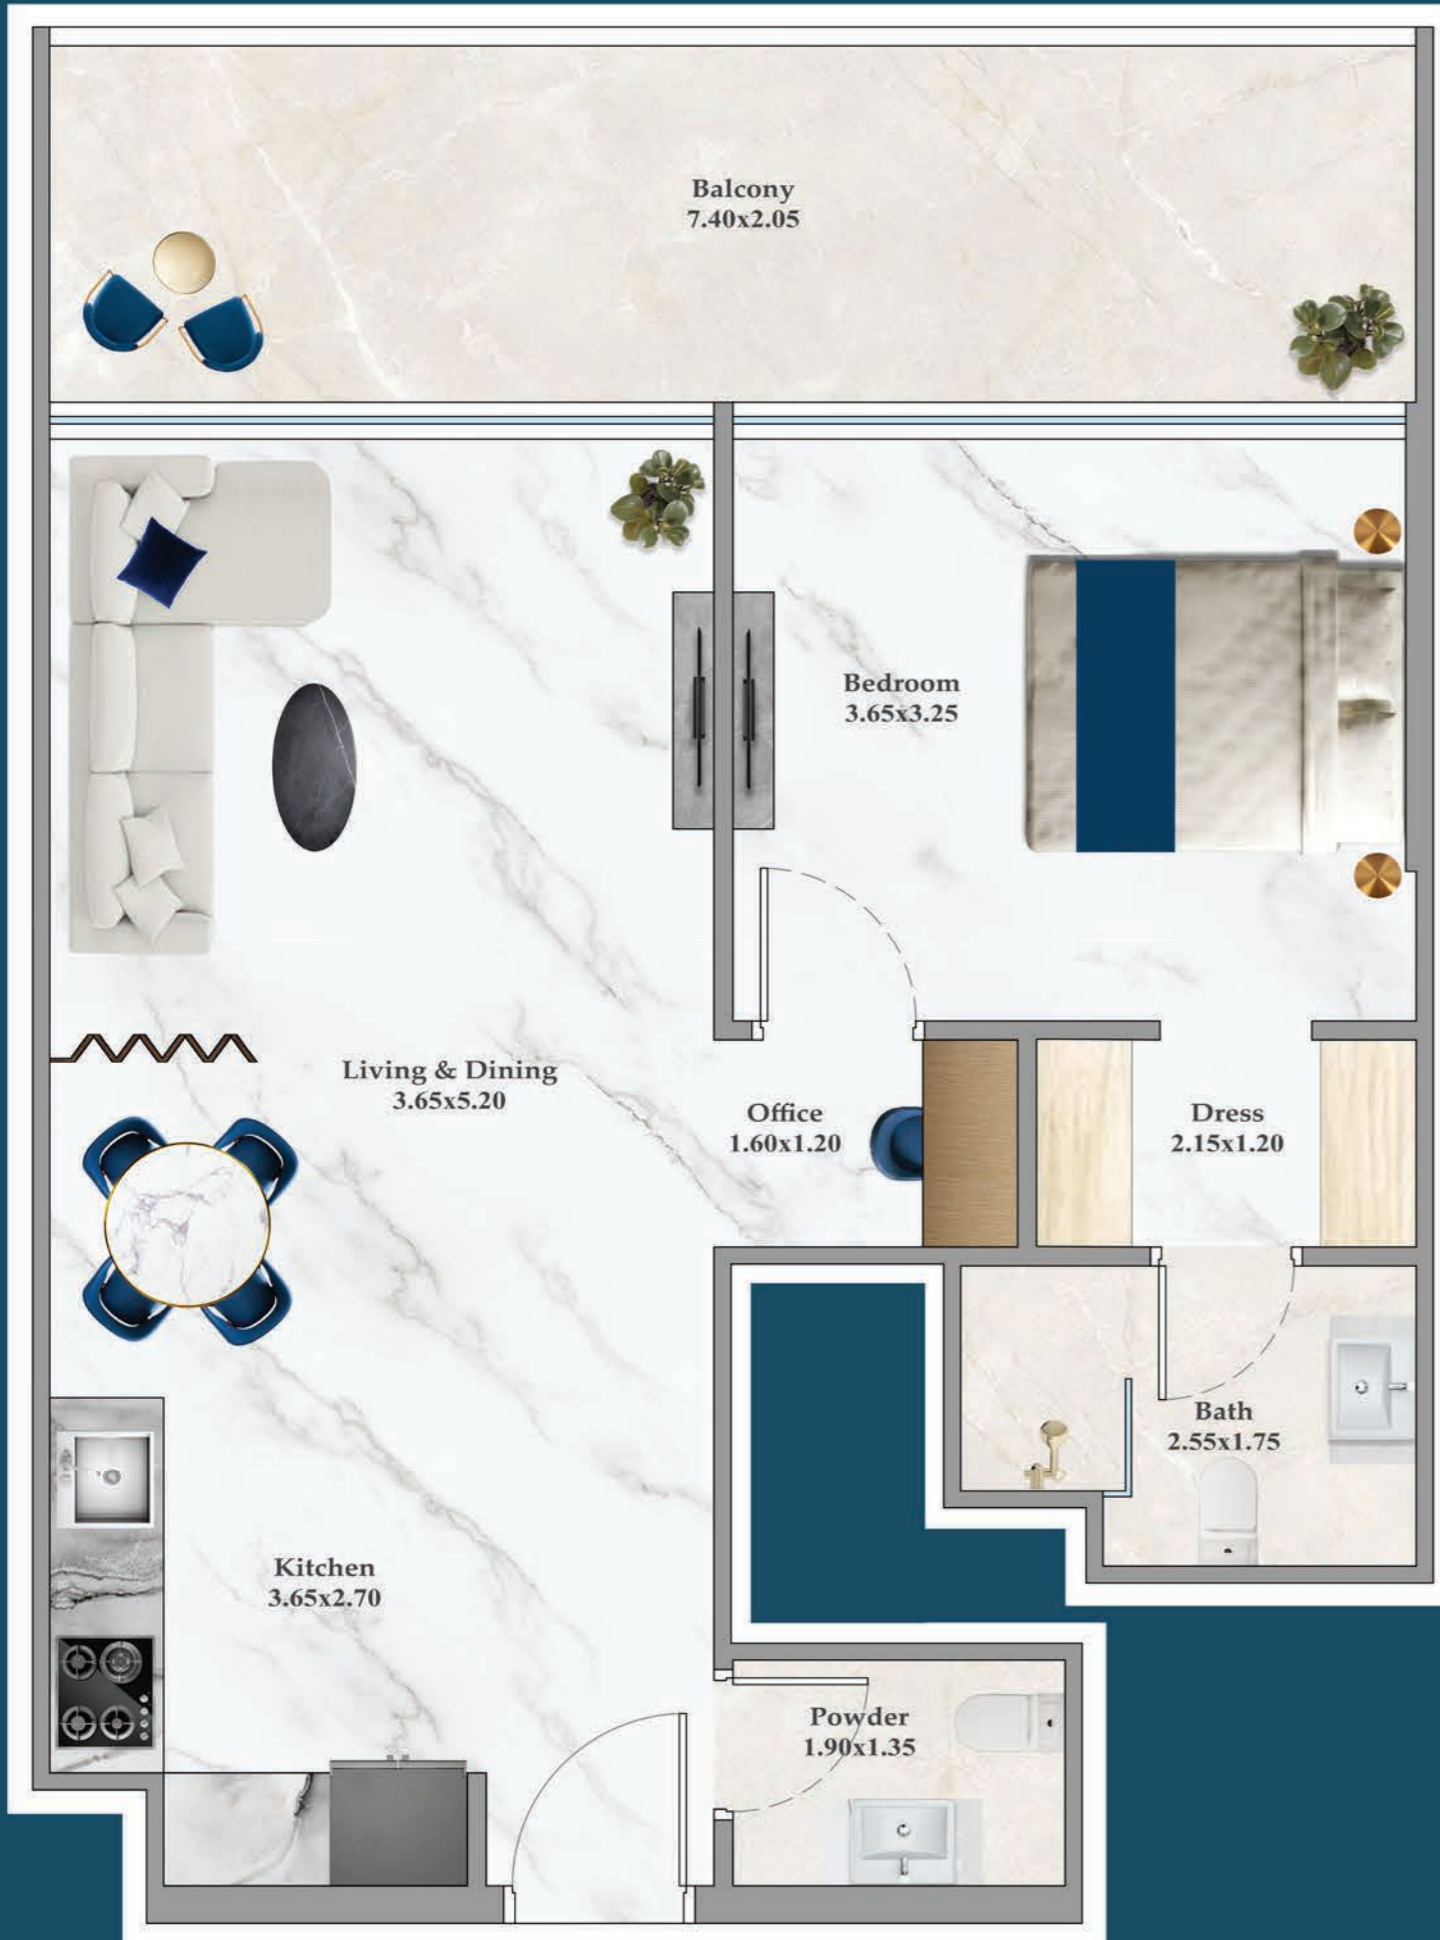 Balcony
7.40x2.05
Bedroom
3.65x3.25
Living & Dining
3.65x5.20
Office
1.60x1.20
Dress
2.15x1.20
Bath
2.55x1.75
Kitchen
3.65x2.70
Powder
1.90x1.35